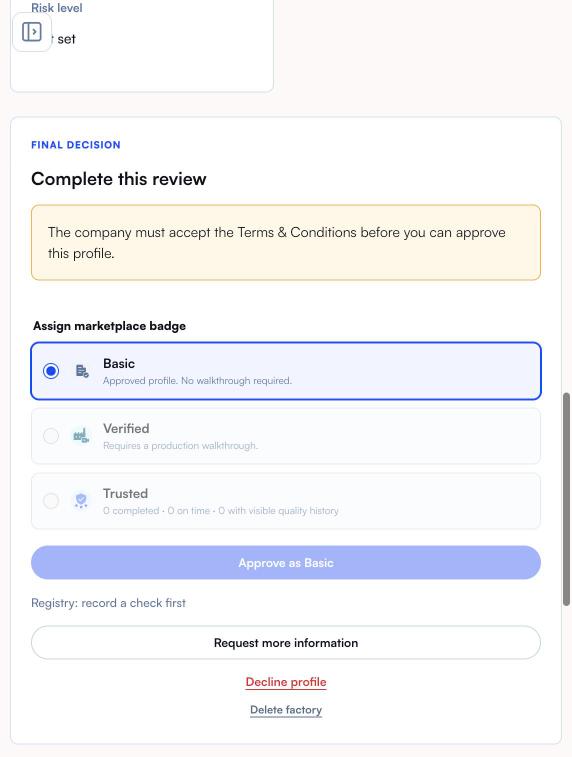 Risk level
set
FINAL DECISION
Complete this review
The company must accept the Terms & Conditions before you can approve
this profile.
Assign marketplace badge
Basic
Approved profile. No walkthrough required.
Verified
Requires a production walkthrough.
Trusted
0 completed · 0 on time · 0 with visible quality history
Approve as Basic
Registry: record a check first
Request more information
Decline profile
Delete factory